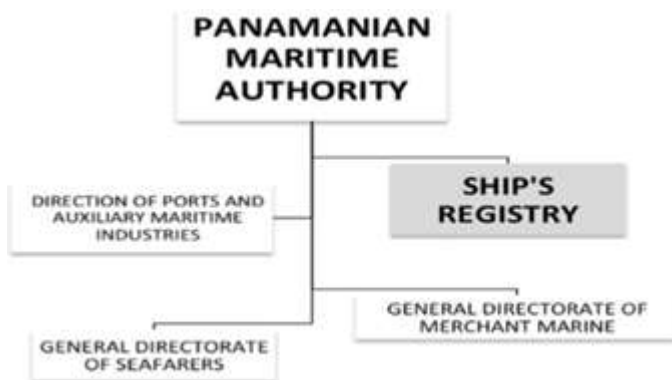 PANAMANIAN
MARITIME
AUTHORITY
SHIP'S
REGISTRY
DIRECTION OF PORTS AND
AUXILIARY MARITIME
INDUSTRIES
GENERAL DIRECTORATE OF
MERCHANT MARINE
GENERAL DIRECTORATE
OF SEAFARERS